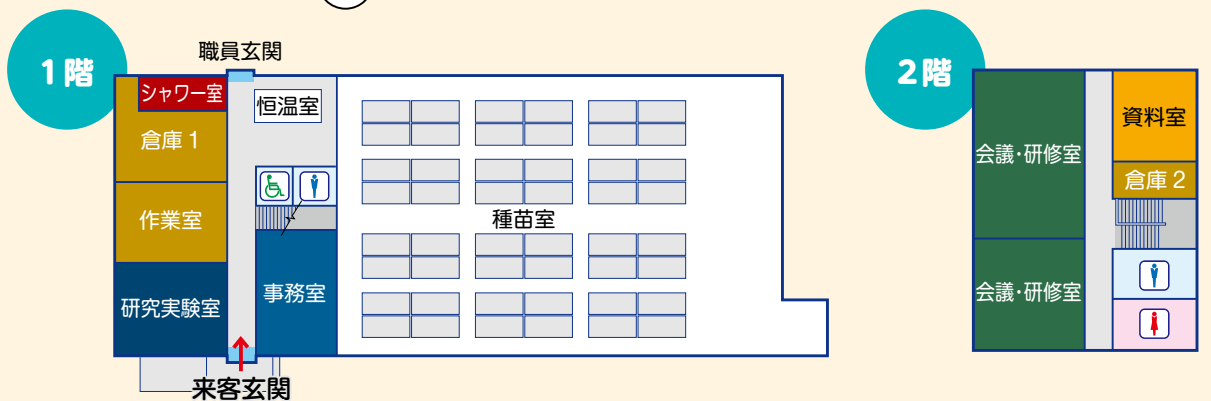 1階
職員玄関
シャワー室
恒温室
倉庫1
作業室
種苗室
研究実験室
事務室
来客玄関
2階
資料室
会議・研修室
倉庫2
会議・研修室